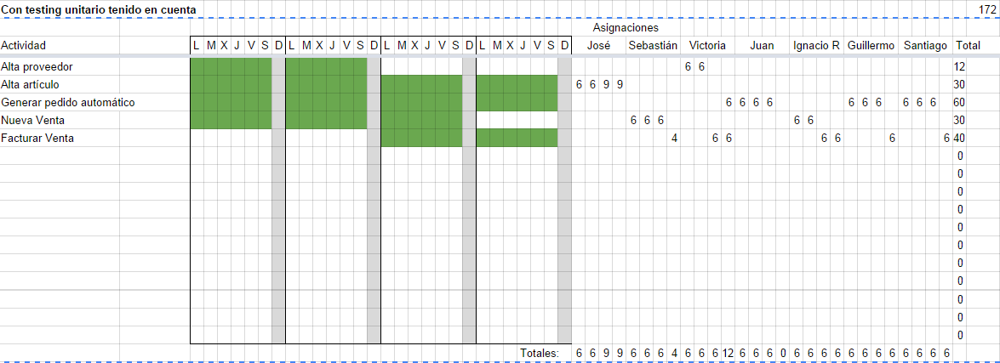 Con testing unitario tenido en cuenta 172
Asignaciones
Actividad L M X J V S D L M X J V S D L M X J V S D L M X J V S D José Sebastián Victoria Juan Ignacio R Guillermo Santiago Total
Alta proveedor 6 6 12
Alta artículo 6 6 9 9 30
Generar pedido automático 6 6 6 6 6 6 6 6 6 6 60
Nueva Venta 6 6 6 6 6 30
Facturar Venta 4 6 6 6 6 6 6 40
0
0
0
0
0
0
0
0
0
0
0
Totales: 6 6 9 9 6 6 6 4 6 6 6 12 6 6 6 0 6 6 6 6 6 6 6 6 6 6 6 6